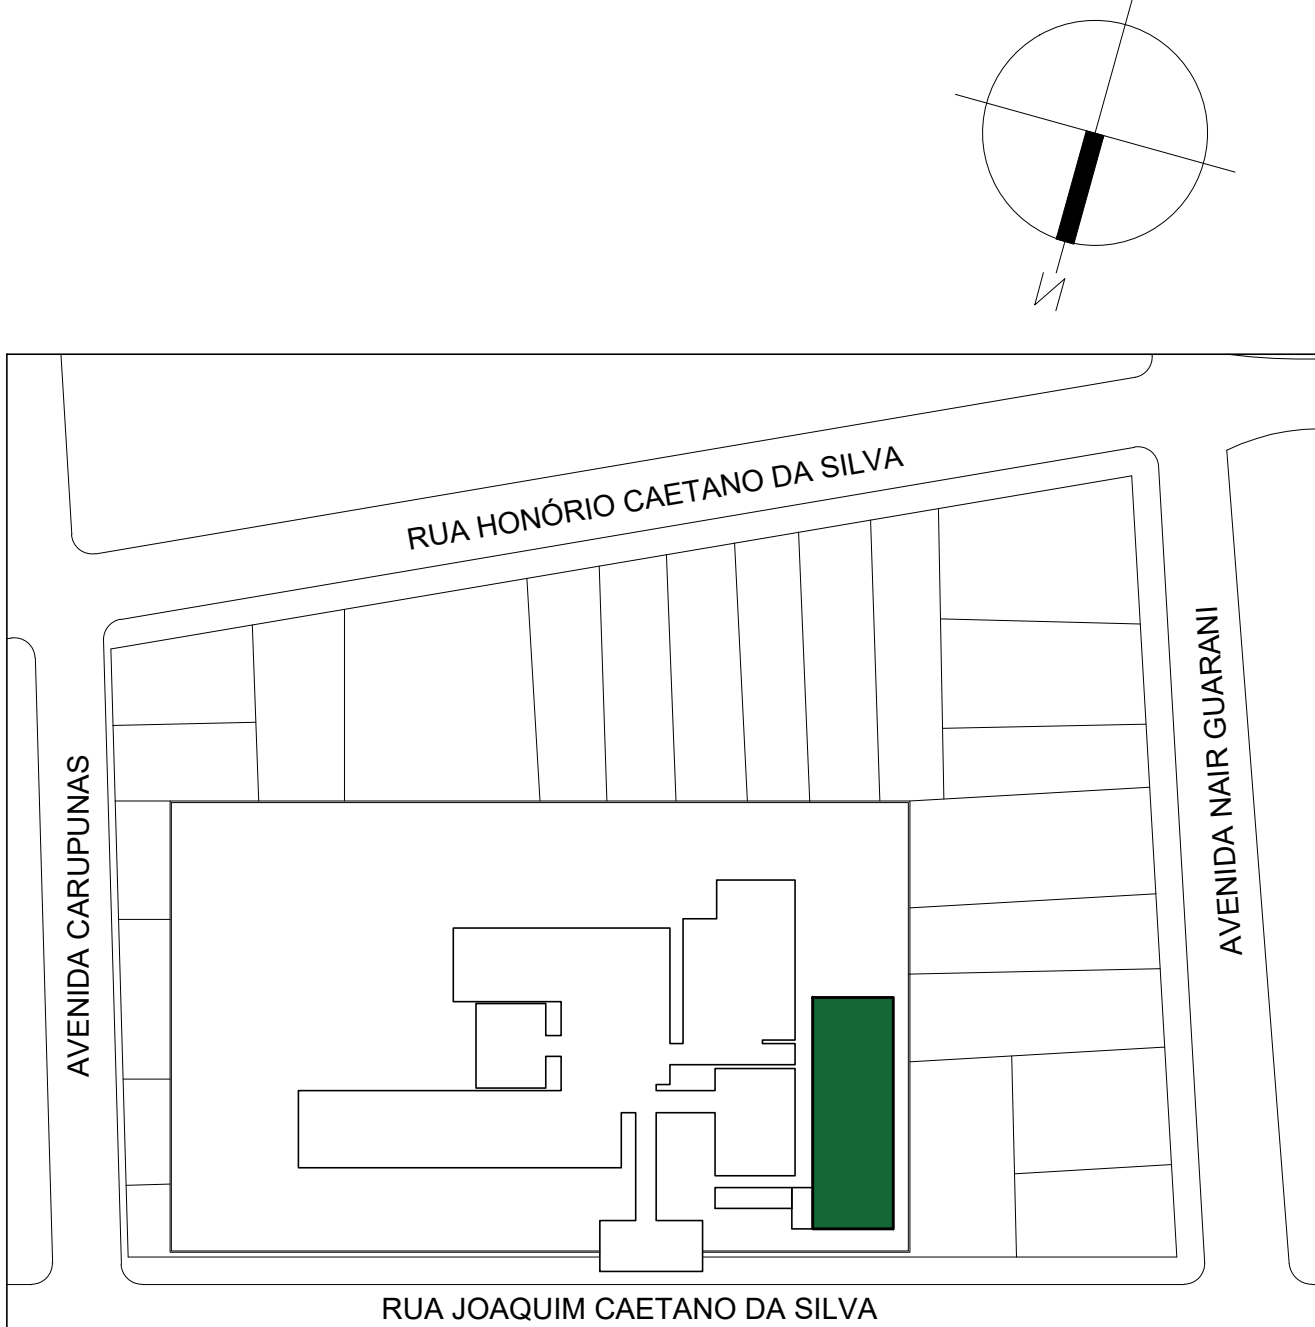 N
RUA HONÓRIO CAETANO DA SILVA
AVENIDA NAIR GUARANI
AVENIDA CARUPUNAS
RUA JOAQUIM CAETANO DA SILVA